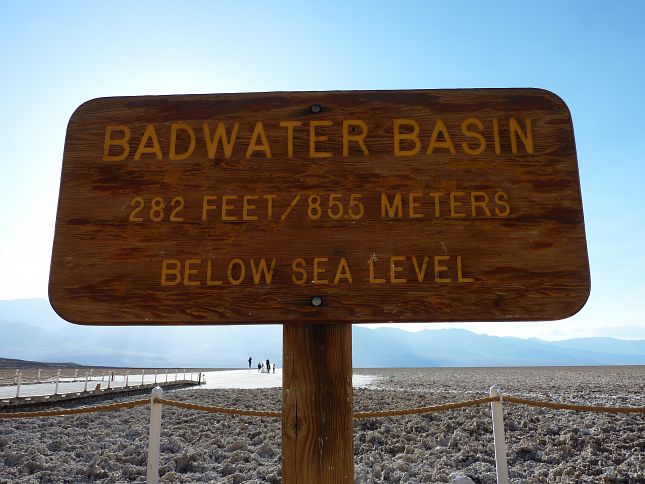 BADWATER BASIN
282 FEET/855 METERS
BELOW SEA LEVEL